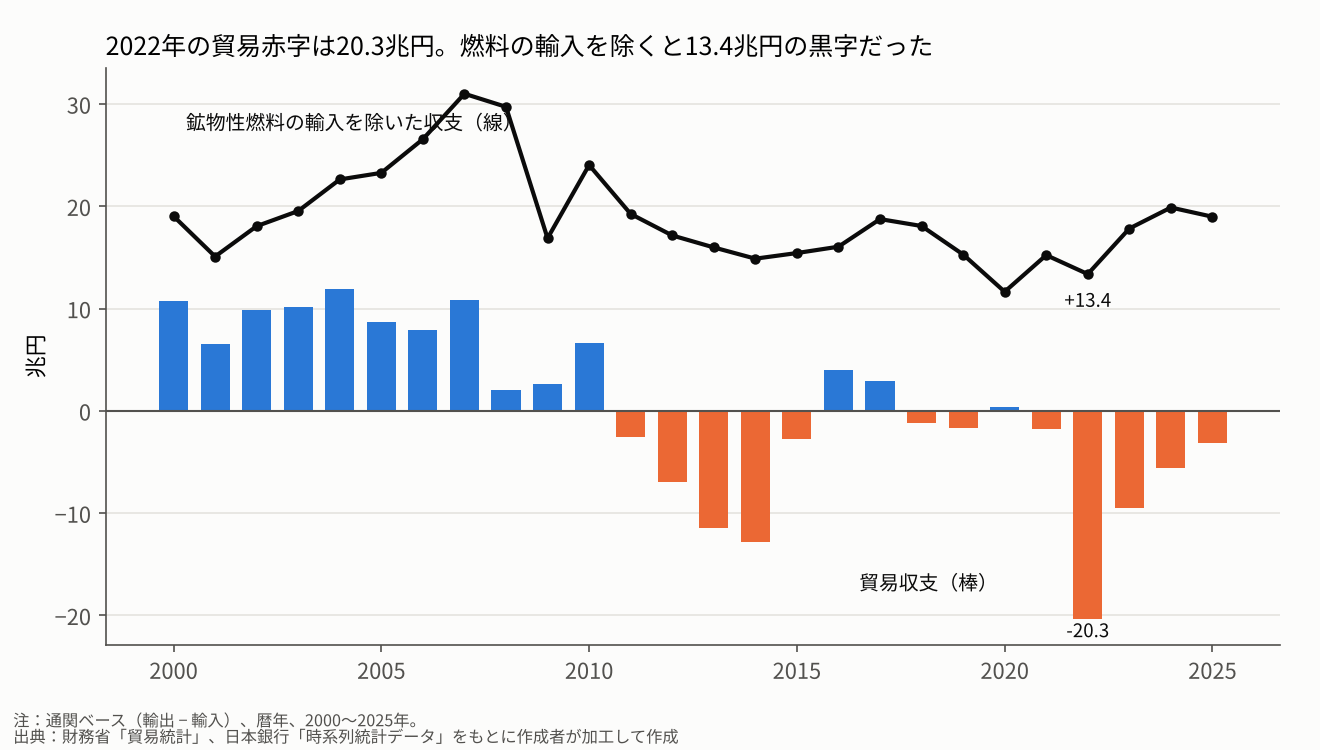 2022年の貿易赤字は20.3兆円。燃料の輸入を除くと13.4兆円の黒字だった
30
鉱物性燃料の輸入を除いた収支（線）
20
10
+13.4
兆円
0
−10
貿易収支（棒）
−20
-20.3
2000
2005
2010
2015
2020
2025
注：通関ベース（輸出－輸入）、暦年、2000～2025年。
出典：財務省「貿易統計」、日本銀行「時系列統計データ」をもとに作成者が加工して作成